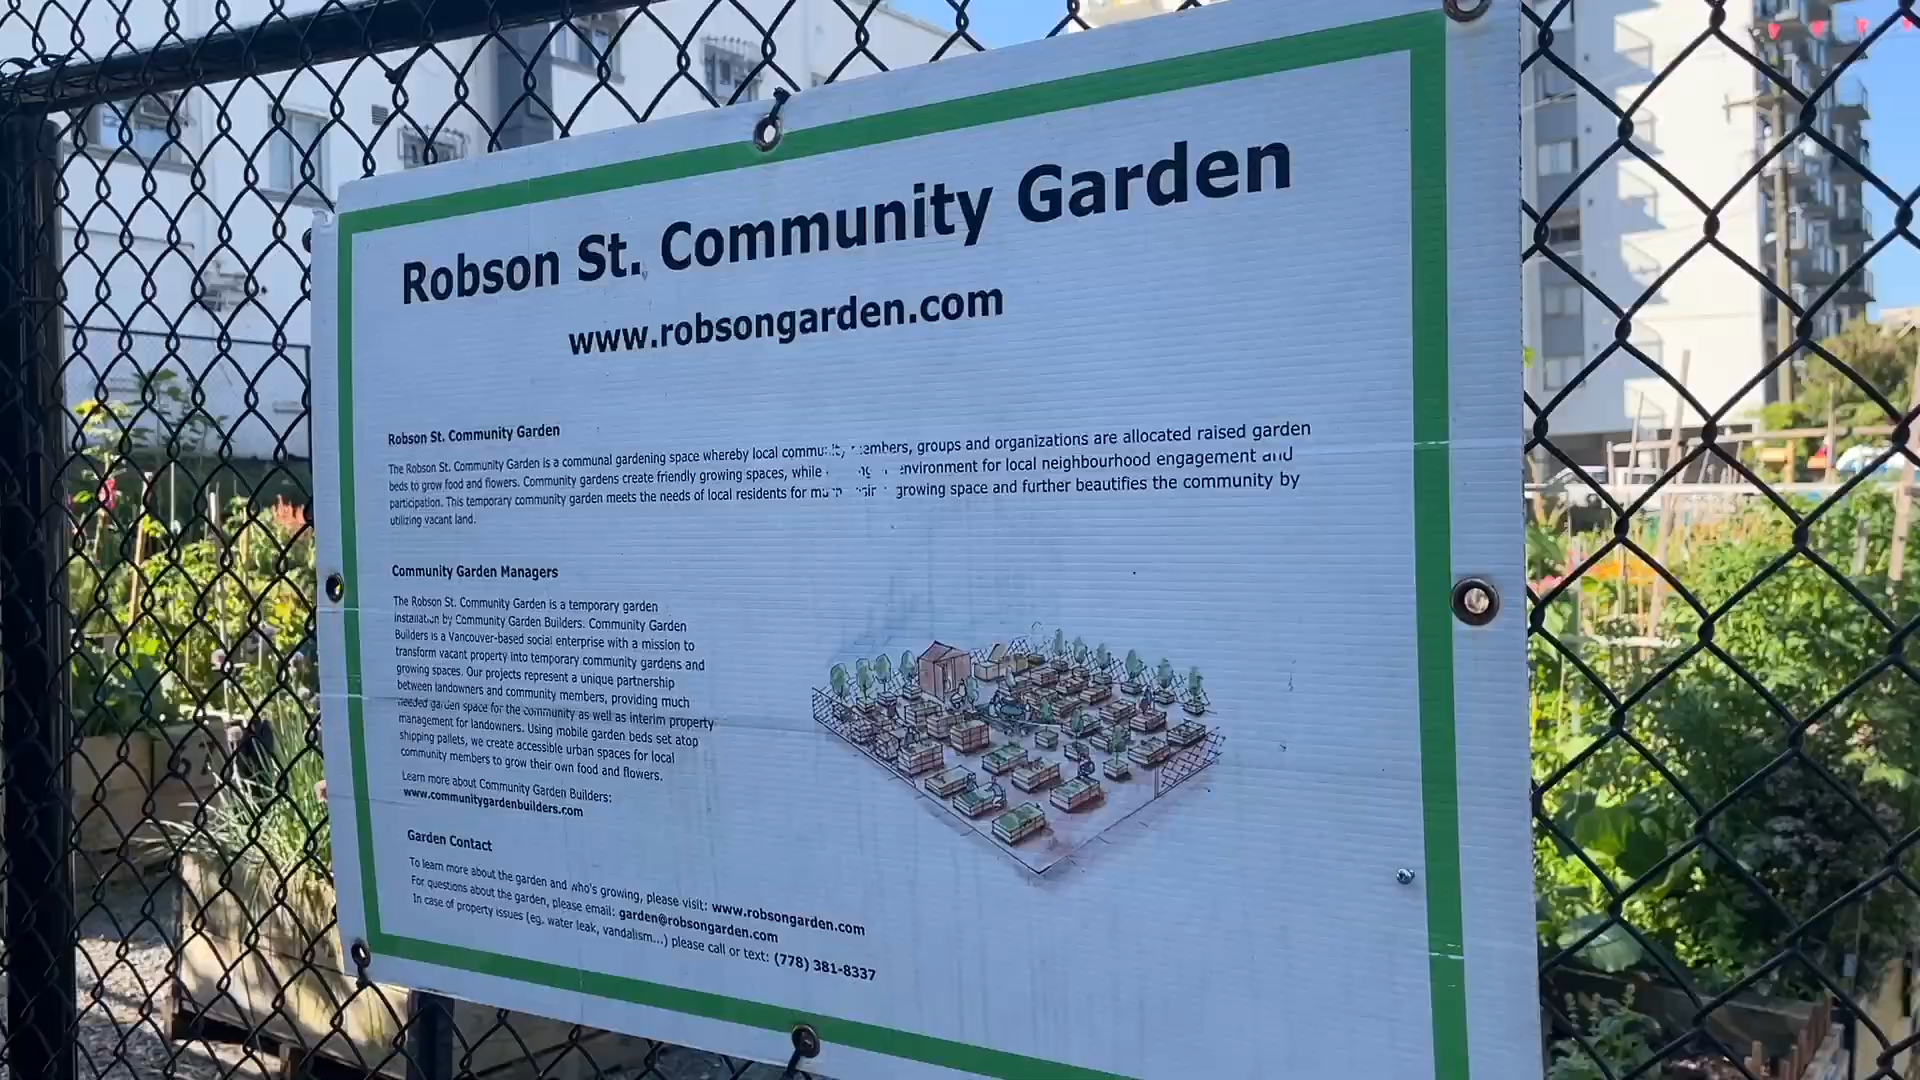 Robson St. Community Garden
www.robsongarden.com
Robson St. Community Garden
The Robson St. Community Garden is a communal gardening space whereby local community members, groups and organizations are allocated raised garden
beds to grow food and flowers. Community gardens create friendly growing spaces, while environment for local neighbourhood engagement and
participation. This temporary community garden meets the needs of local residents for growing space and further beautifies the community by
utilizing vacant land.
Community Garden Managers
The Robson St. Community Garden is a temporary garden
installation by Community Garden Builders. Community Garden
Builders is a Vancouver-based social enterprise with a mission to
transform vacant property into temporary community gardens and
growing spaces. Our projects represent a unique partnership
between landowners and community members, providing much
needed garden space for the community as well as interim property
management for landowners. Using mobile garden beds set atop
shipping pallets, we create accessible urban spaces for local
community members to grow their own food and flowers.
Learn more about Community Garden Builders:
www.communitygardenbuilders.com
Garden Contact
To learn more about the garden and who's growing, please visit: www.robsongarden.com
For questions about the garden, please email: garden@robsongarden.com
In case of property issues (eg. water leak, vandalism...) please call or text: (778) 381-8337